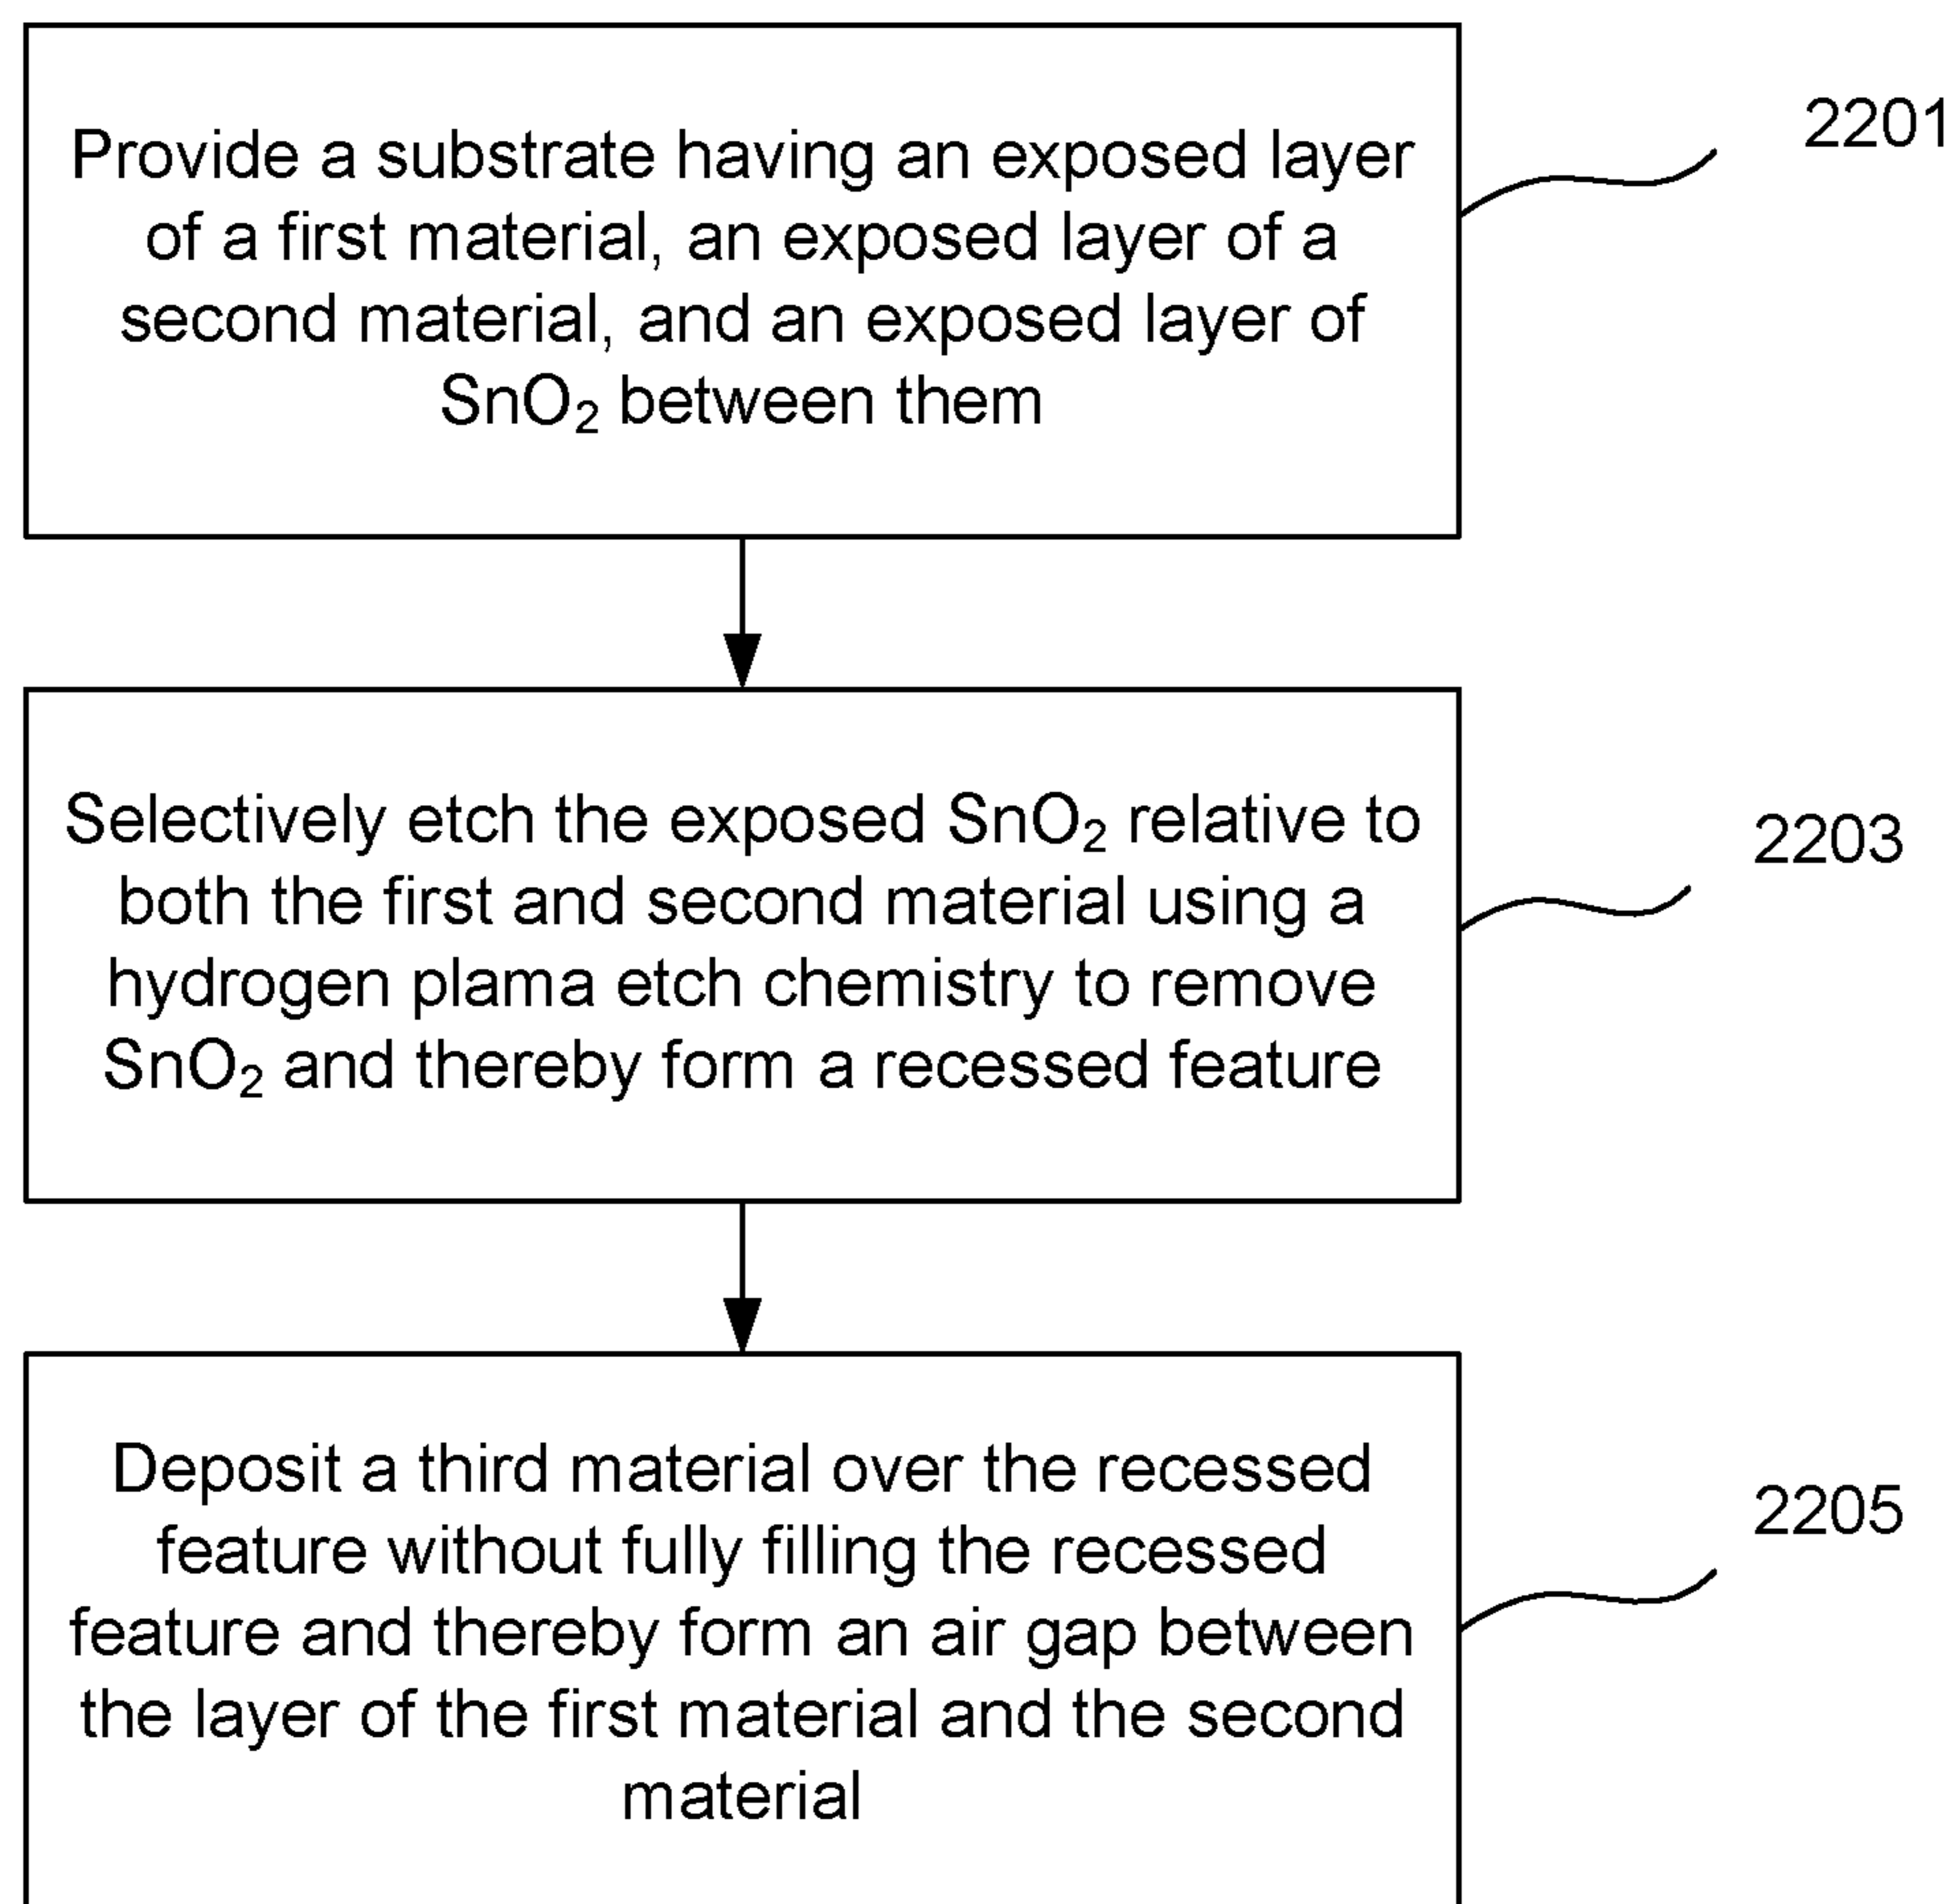 Provide a substrate having an exposed layer
of a first material, an exposed layer of a
second material, and an exposed layer of
SnO₂ between them
2201
Selectively etch the exposed SnO₂ relative to
both the first and second material using a
hydrogen plama etch chemistry to remove
SnO₂ and thereby form a recessed feature
2203
Deposit a third material over the recessed
feature without fully filling the recessed
feature and thereby form an air gap between
the layer of the first material and the second
material
2205